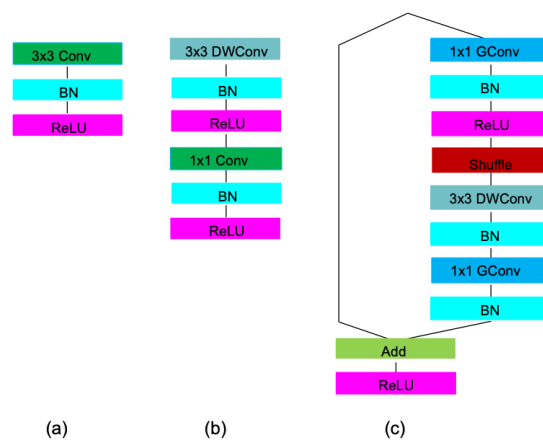 3x3 Conv
BN
ReLU
(a)
3x3 DWConv
BN
ReLU
1x1 Conv
BN
ReLU
(b)
1x1 GConv
BN
ReLU
Shuffle
3x3 DWConv
BN
1x1 GConv
BN
Add
ReLU
(c)